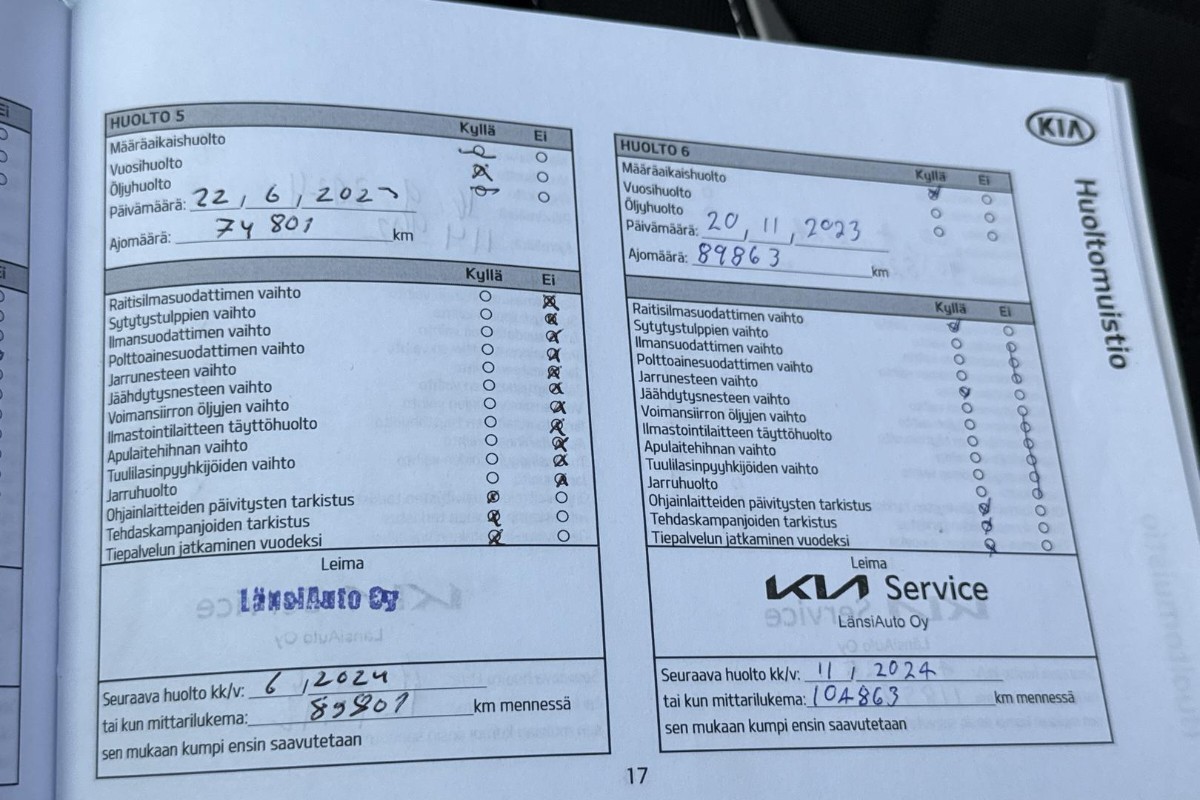 HUOLTO 5
Kyllä Ei
Määräaikaishuolto
Vuosihuolto
Öljyhuolto
Päivämäärä: 22, 6, 2023
Ajomäärä: 74 801 km
Kyllä Ei
Raitisilmasuodattimen vaihto
Sytytystulppien vaihto
Ilmansuodattimen vaihto
Polttoainesuodattimen vaihto
Jarrunesteen vaihto
Jäähdytysnesteen vaihto
Voimansiirron öljyjen vaihto
Ilmastointilaitteen täyttöhuolto
Apulaitehihnan vaihto
Tuulilasinpyyhkijöiden vaihto
Jarruhuolto
Ohjainlaitteiden päivitysten tarkistus
Tehdaskampanjoiden tarkistus
Tiepalvelun jatkaminen vuodeksi
Leima
LänsiAuto Oy
Seuraava huolto kk/v: 6, 2024
tai kun mittarilukema: 89801 km mennessä
sen mukaan kumpi ensin saavutetaan
HUOLTO 6
Kyllä Ei
Määräaikaishuolto
Vuosihuolto
Öljyhuolto
Päivämäärä: 20, 11, 2023
Ajomäärä: 89863 km
Kyllä Ei
Raitisilmasuodattimen vaihto
Sytytystulppien vaihto
Ilmansuodattimen vaihto
Polttoainesuodattimen vaihto
Jarrunesteen vaihto
Jäähdytysnesteen vaihto
Voimansiirron öljyjen vaihto
Ilmastointilaitteen täyttöhuolto
Apulaitehihnan vaihto
Tuulilasinpyyhkijöiden vaihto
Jarruhuolto
Ohjainlaitteiden päivitysten tarkistus
Tehdaskampanjoiden tarkistus
Tiepalvelun jatkaminen vuodeksi
Leima
KIA Service
LänsiAuto Oy
Seuraava huolto kk/v: 11, 2024
tai kun mittarilukema: 104863 km mennessä
sen mukaan kumpi ensin saavutetaan
KIA
Huoltomuistio
17
Ei
Ei